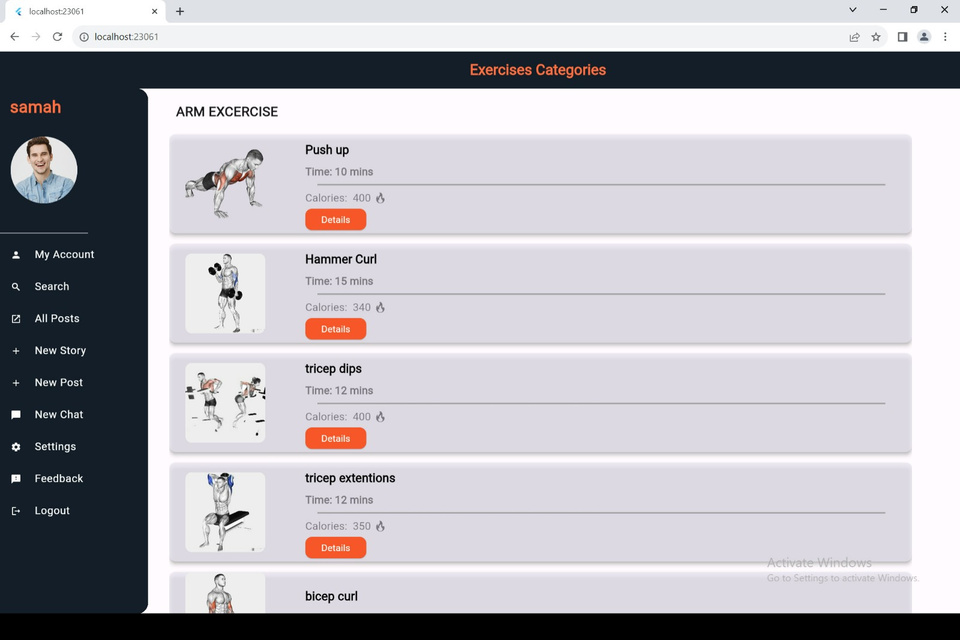 localhost:23061
localhost:23061
Exercises Categories
samah
My Account
Search
All Posts
New Story
New Post
New Chat
Settings
Feedback
Logout
ARM EXCERCISE
Push up
Time: 10 mins
Calories: 400
Details
Hammer Curl
Time: 15 mins
Calories: 340
Details
tricep dips
Time: 12 mins
Calories: 400
Details
tricep extentions
Time: 12 mins
Calories: 350
Details
bicep curl
Activate Windows
Go to Settings to activate Windows.